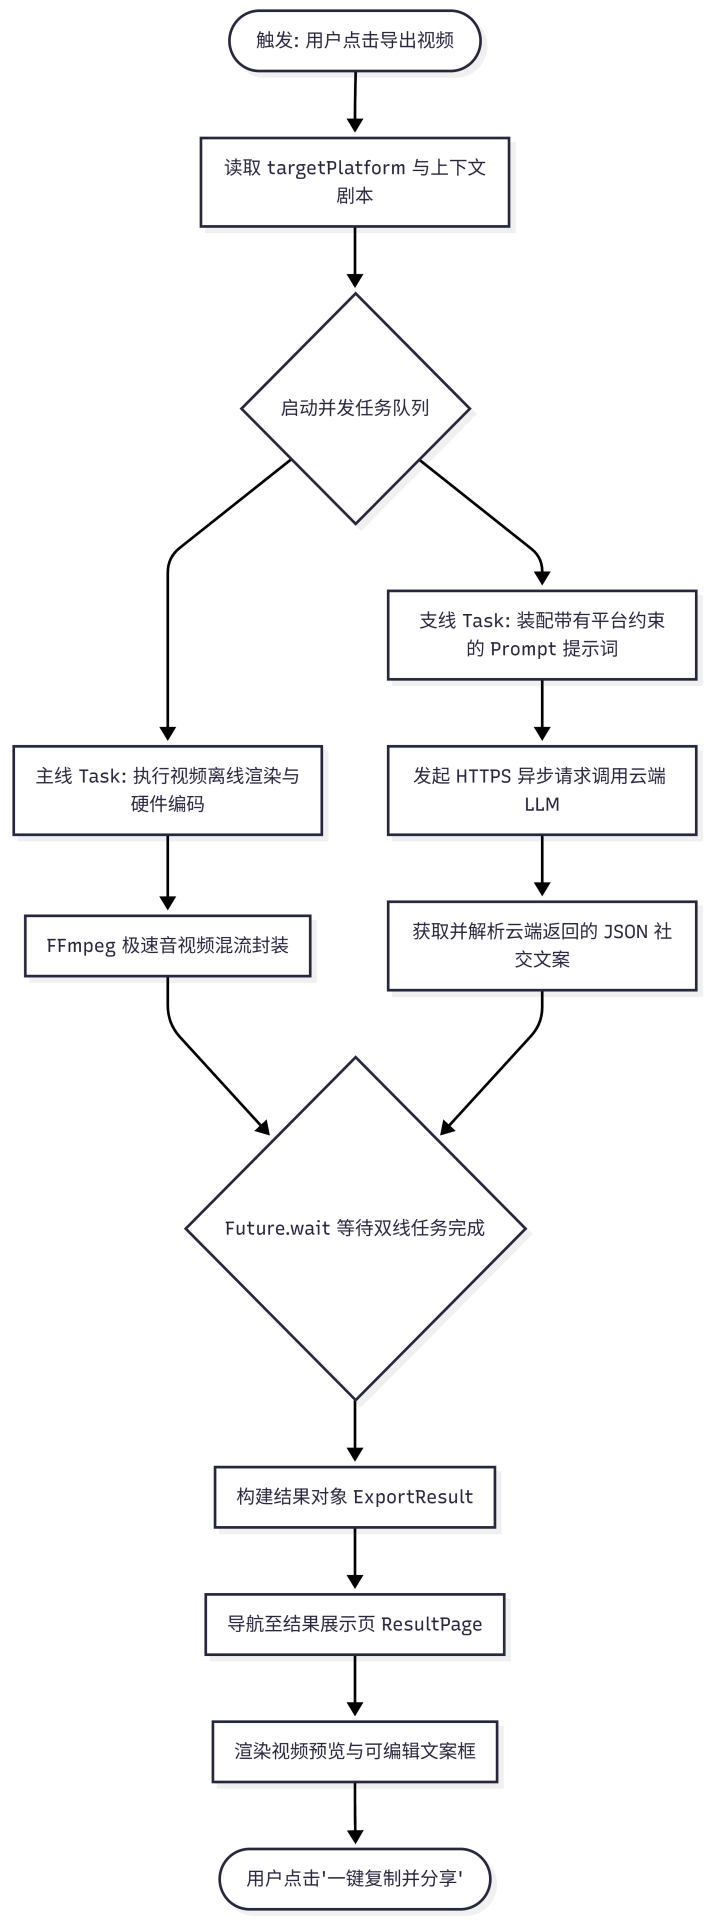 触发: 用户点击导出视频
读取 targetPlatform 与上下文
剧本
启动并发任务队列
支线 Task: 装配带有平台约束
的 Prompt 提示词
主线 Task: 执行视频离线渲染与
硬件编码
发起 HTTPS 异步请求调用云端
LLM
FFmpeg 极速音视频混流封装
获取并解析云端返回的 JSON 社
交文案
Future.wait 等待双线任务完成
构建结果对象 ExportResult
导航至结果展示页 ResultPage
渲染视频预览与可编辑文案框
用户点击'一键复制并分享'